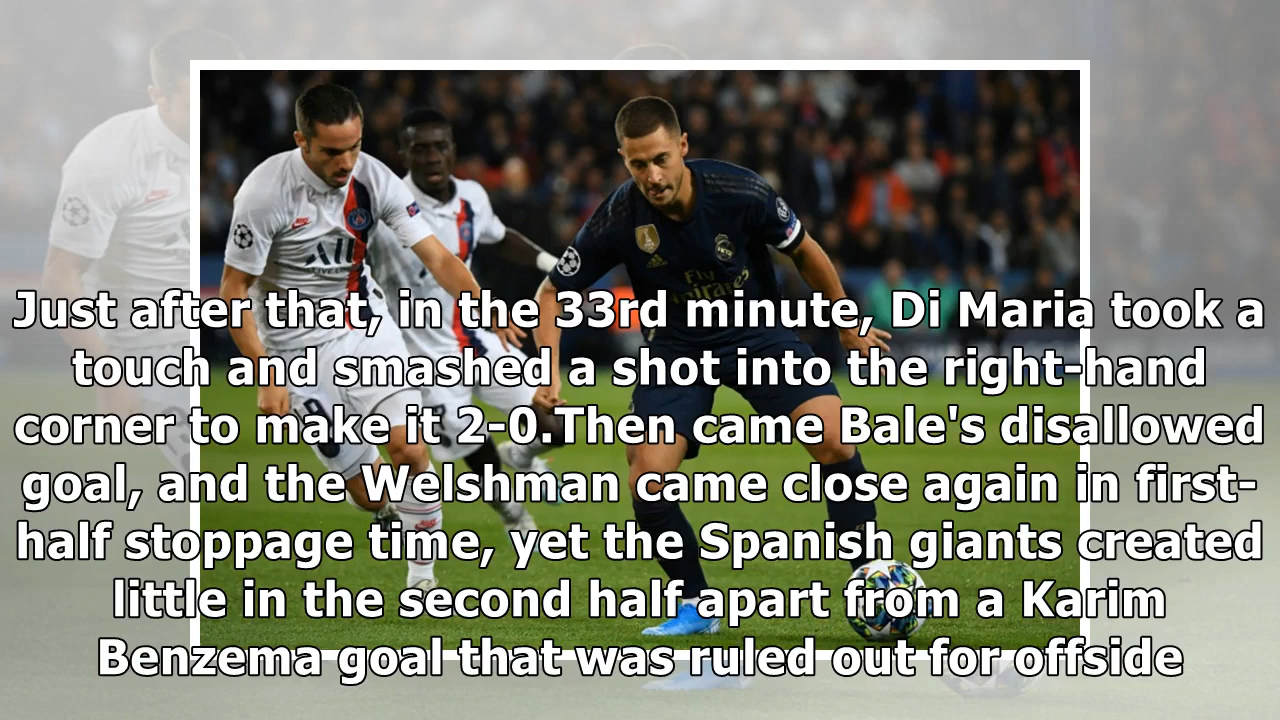 Just after that, in the 33rd minute, Di Maria took a
touch and smashed a shot into the right-hand
corner to make it 2-0.Then came Bale's disallowed
goal, and the Welshman came close again in first-
half stoppage time, yet the Spanish giants created
little in the second half apart from a Karim
Benzema goal that was ruled out for offside
ALL
Fly
Emirates